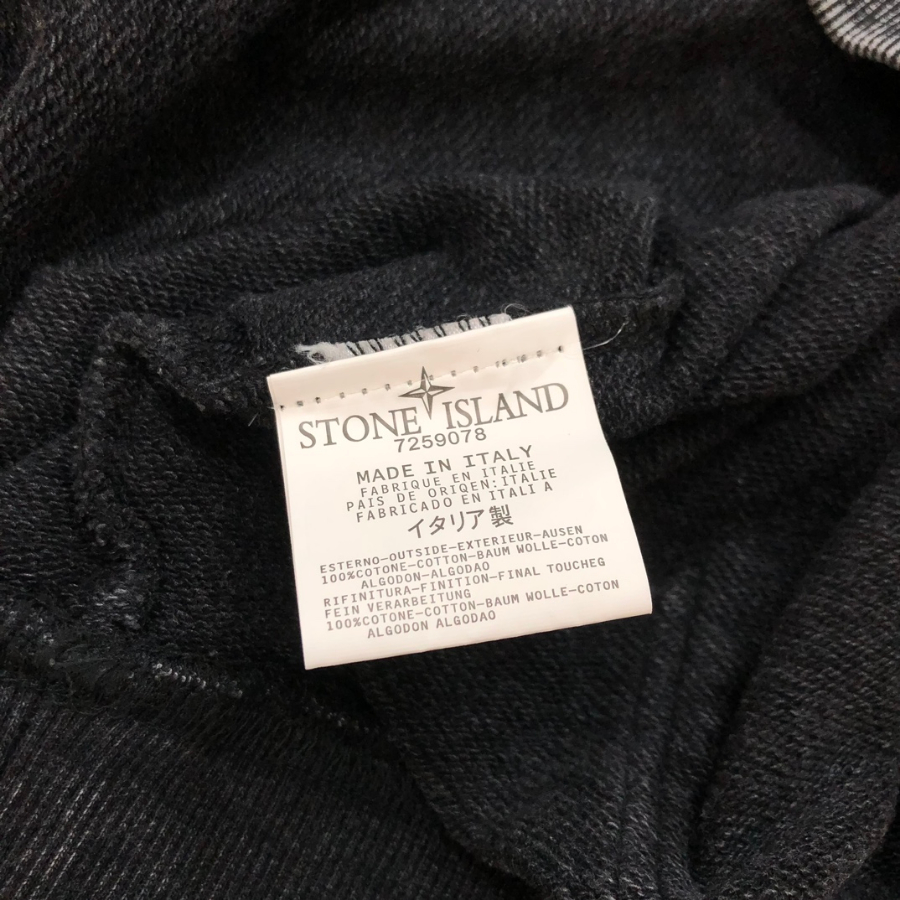 STONE ISLAND
7259078
MADE IN ITALY
FABRIQUE EN ITALIE
PAIS DE ORIQEN:ITALIE
FABRICADO EN ITALI A
イタリア製
ESTERNO-OUTSIDE-EXTERIEUR-AUSEN
100%COTONE-COTTON-BAUM WOLLE-COTON
ALGODON-ALGODAO
RIFINITURA-FINITION-FINAL TOUCHEG
FEIN VERARBEITUNG
100%COTONE-COTTON-BAUM WOLLE-COTON
ALGODON ALGODAO